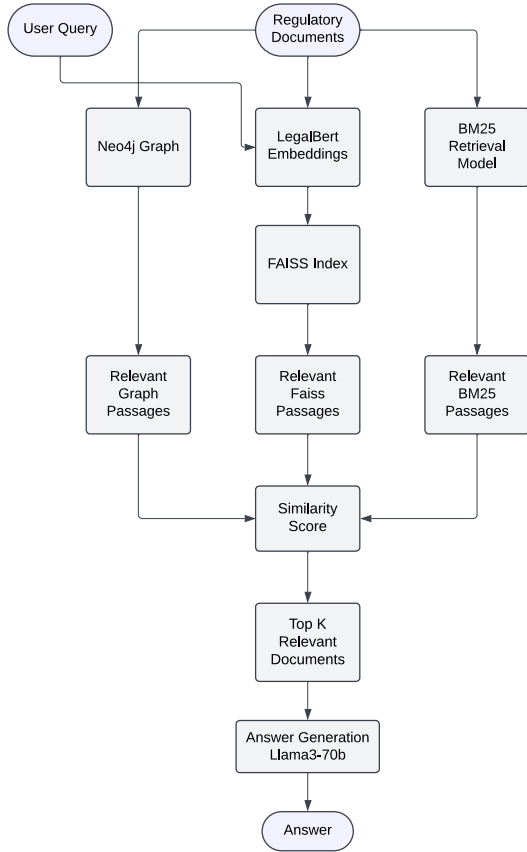 User Query
Regulatory
Documents
Neo4j Graph
LegalBert
Embeddings
BM25
Retrieval
Model
FAISS Index
Relevant
Graph
Passages
Relevant
Faiss
Passages
Relevant
BM25
Passages
Similarity
Score
Top K
Relevant
Documents
Answer Generation
Llama3-70b
Answer